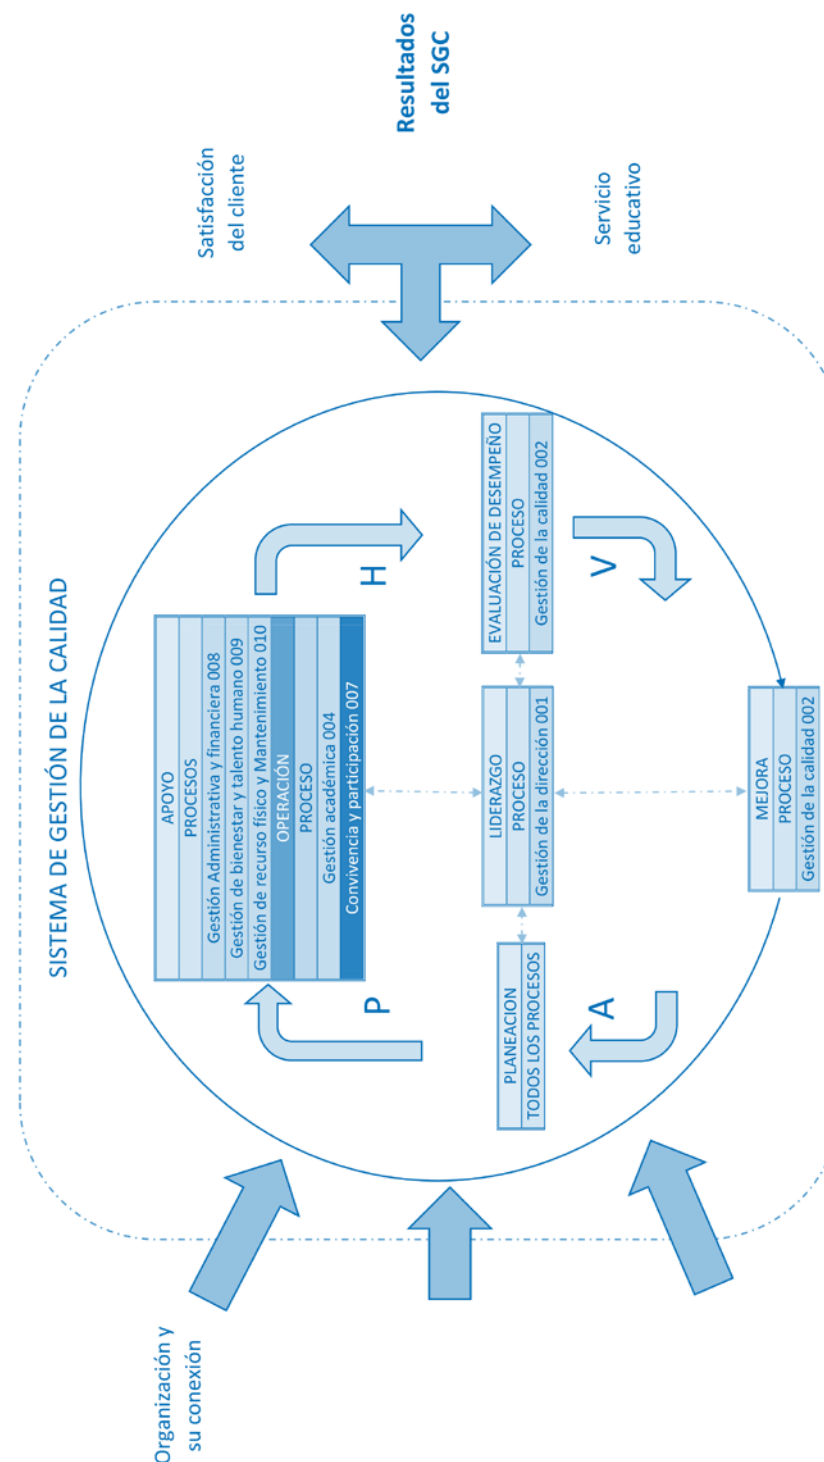 SISTEMA DE GESTIÓN DE LA CALIDAD
Organización y
su conexión
APOYO
PROCESOS
Gestión Administrativa y financiera 008
Gestión de bienestar y talento humano 009
Gestión de recurso físico y Mantenimiento 010
OPERACIÓN
PROCESO
Gestión académica 004
Convivencia y participación 007
P
H
PLANEACION
TODOS LOS PROCESOS
LIDERAZGO
PROCESO
Gestión de la dirección 001
EVALUACIÓN DE DESEMPEÑO
PROCESO
Gestión de la calidad 002
A
V
MEJORA
PROCESO
Gestión de la calidad 002
Satisfacción
del cliente
Resultados
del SGC
Servicio
educativo